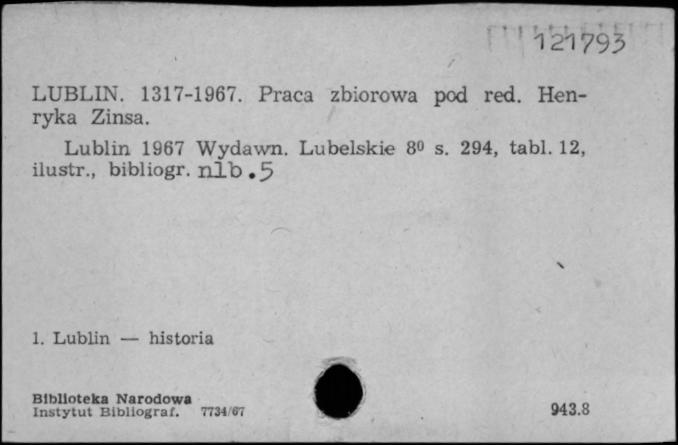 121793
LUBLIN. 1317-1967. Praca zbiorowa pod red. Hen-
ryka Zinsa.
Lublin 1967 Wydawn. Lubelskie 8⁰ s. 294, tabl. 12,
ilustr., bibliogr. nlb.5
1. Lublin — historia
Biblioteka Narodowa
Instytut Bibliograf. 7734/67
943.8